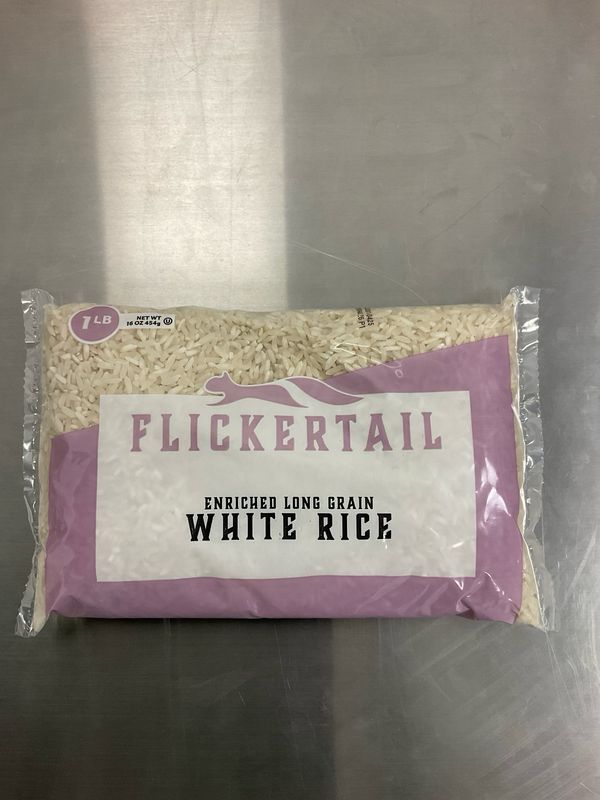 1 LB
NET WT
16 OZ 454g
FLICKERTAIL
ENRICHED LONG GRAIN
WHITE RICE